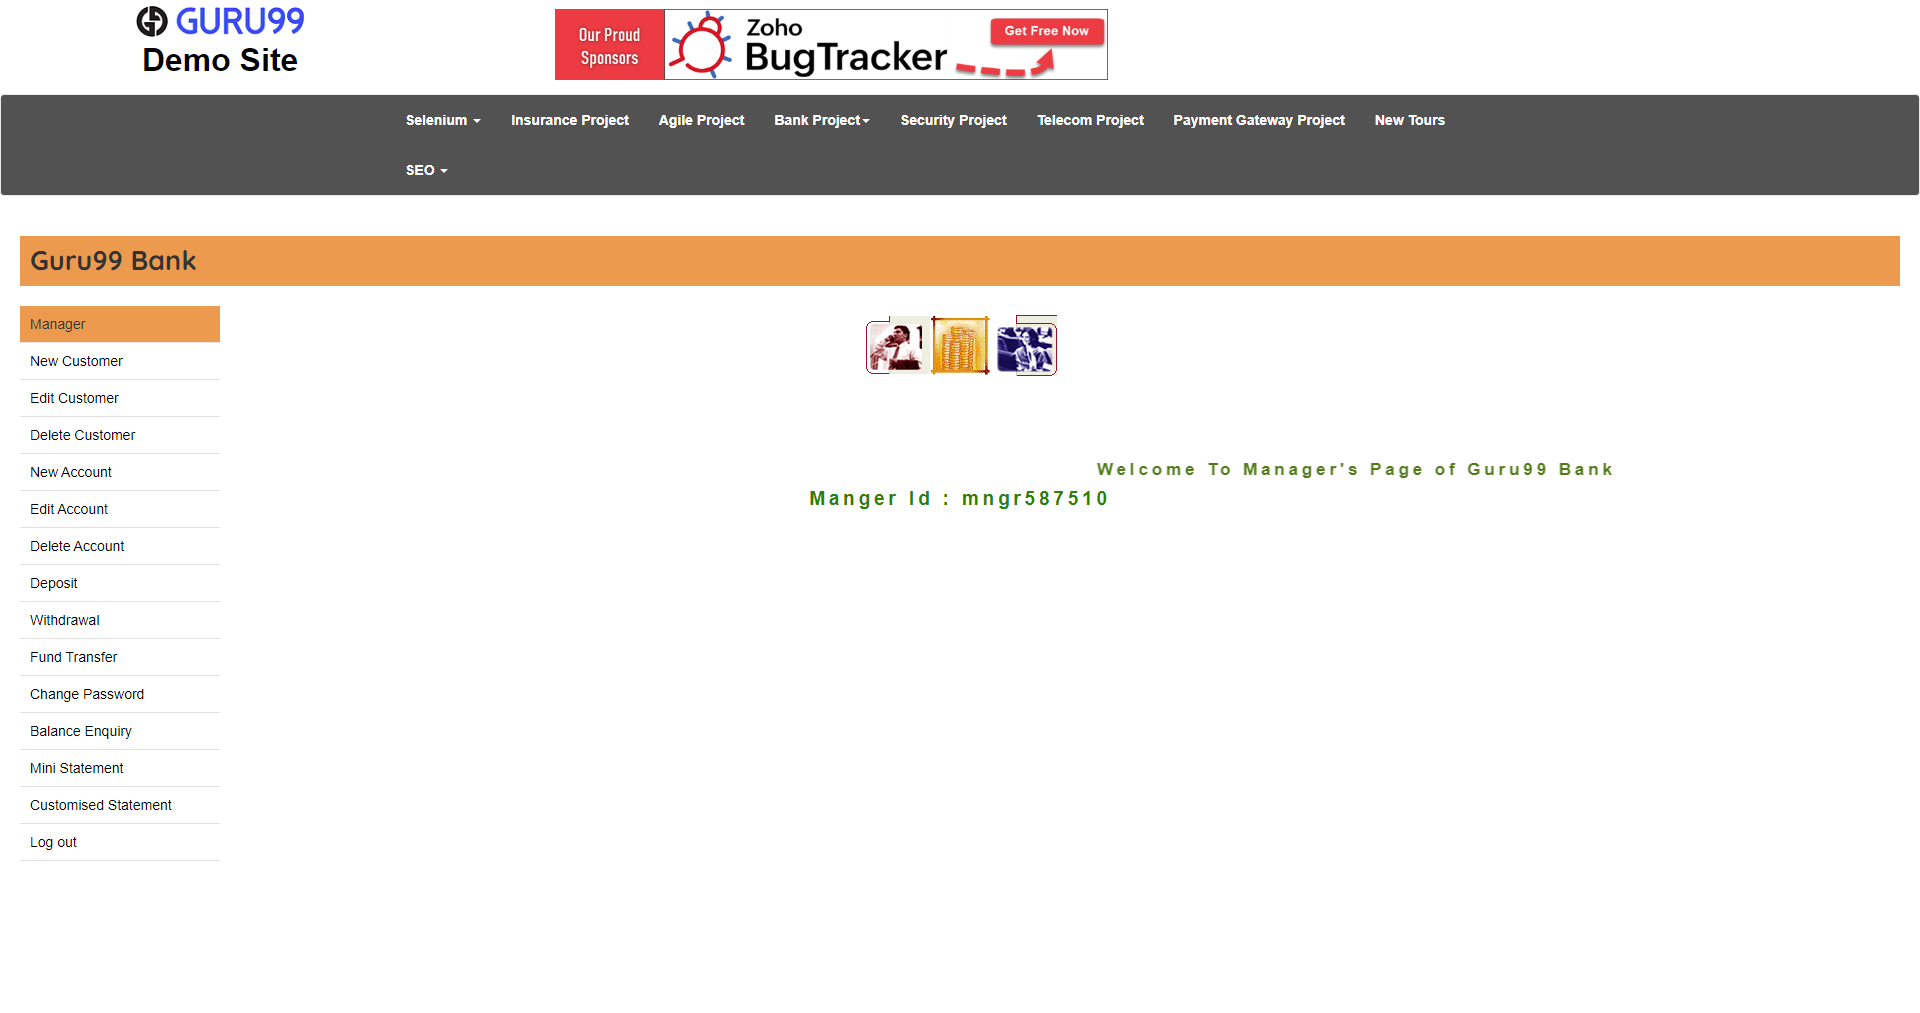 GURU99
Demo Site
Our Proud
Sponsors
Zoho
BugTracker
Get Free Now
Selenium
Insurance Project
Agile Project
Bank Project
Security Project
Telecom Project
Payment Gateway Project
New Tours
SEO
Guru99 Bank
Manager
New Customer
Edit Customer
Delete Customer
New Account
Edit Account
Delete Account
Deposit
Withdrawal
Fund Transfer
Change Password
Balance Enquiry
Mini Statement
Customised Statement
Log out
Welcome To Manager's Page of Guru99 Bank
Manger Id : mngr587510